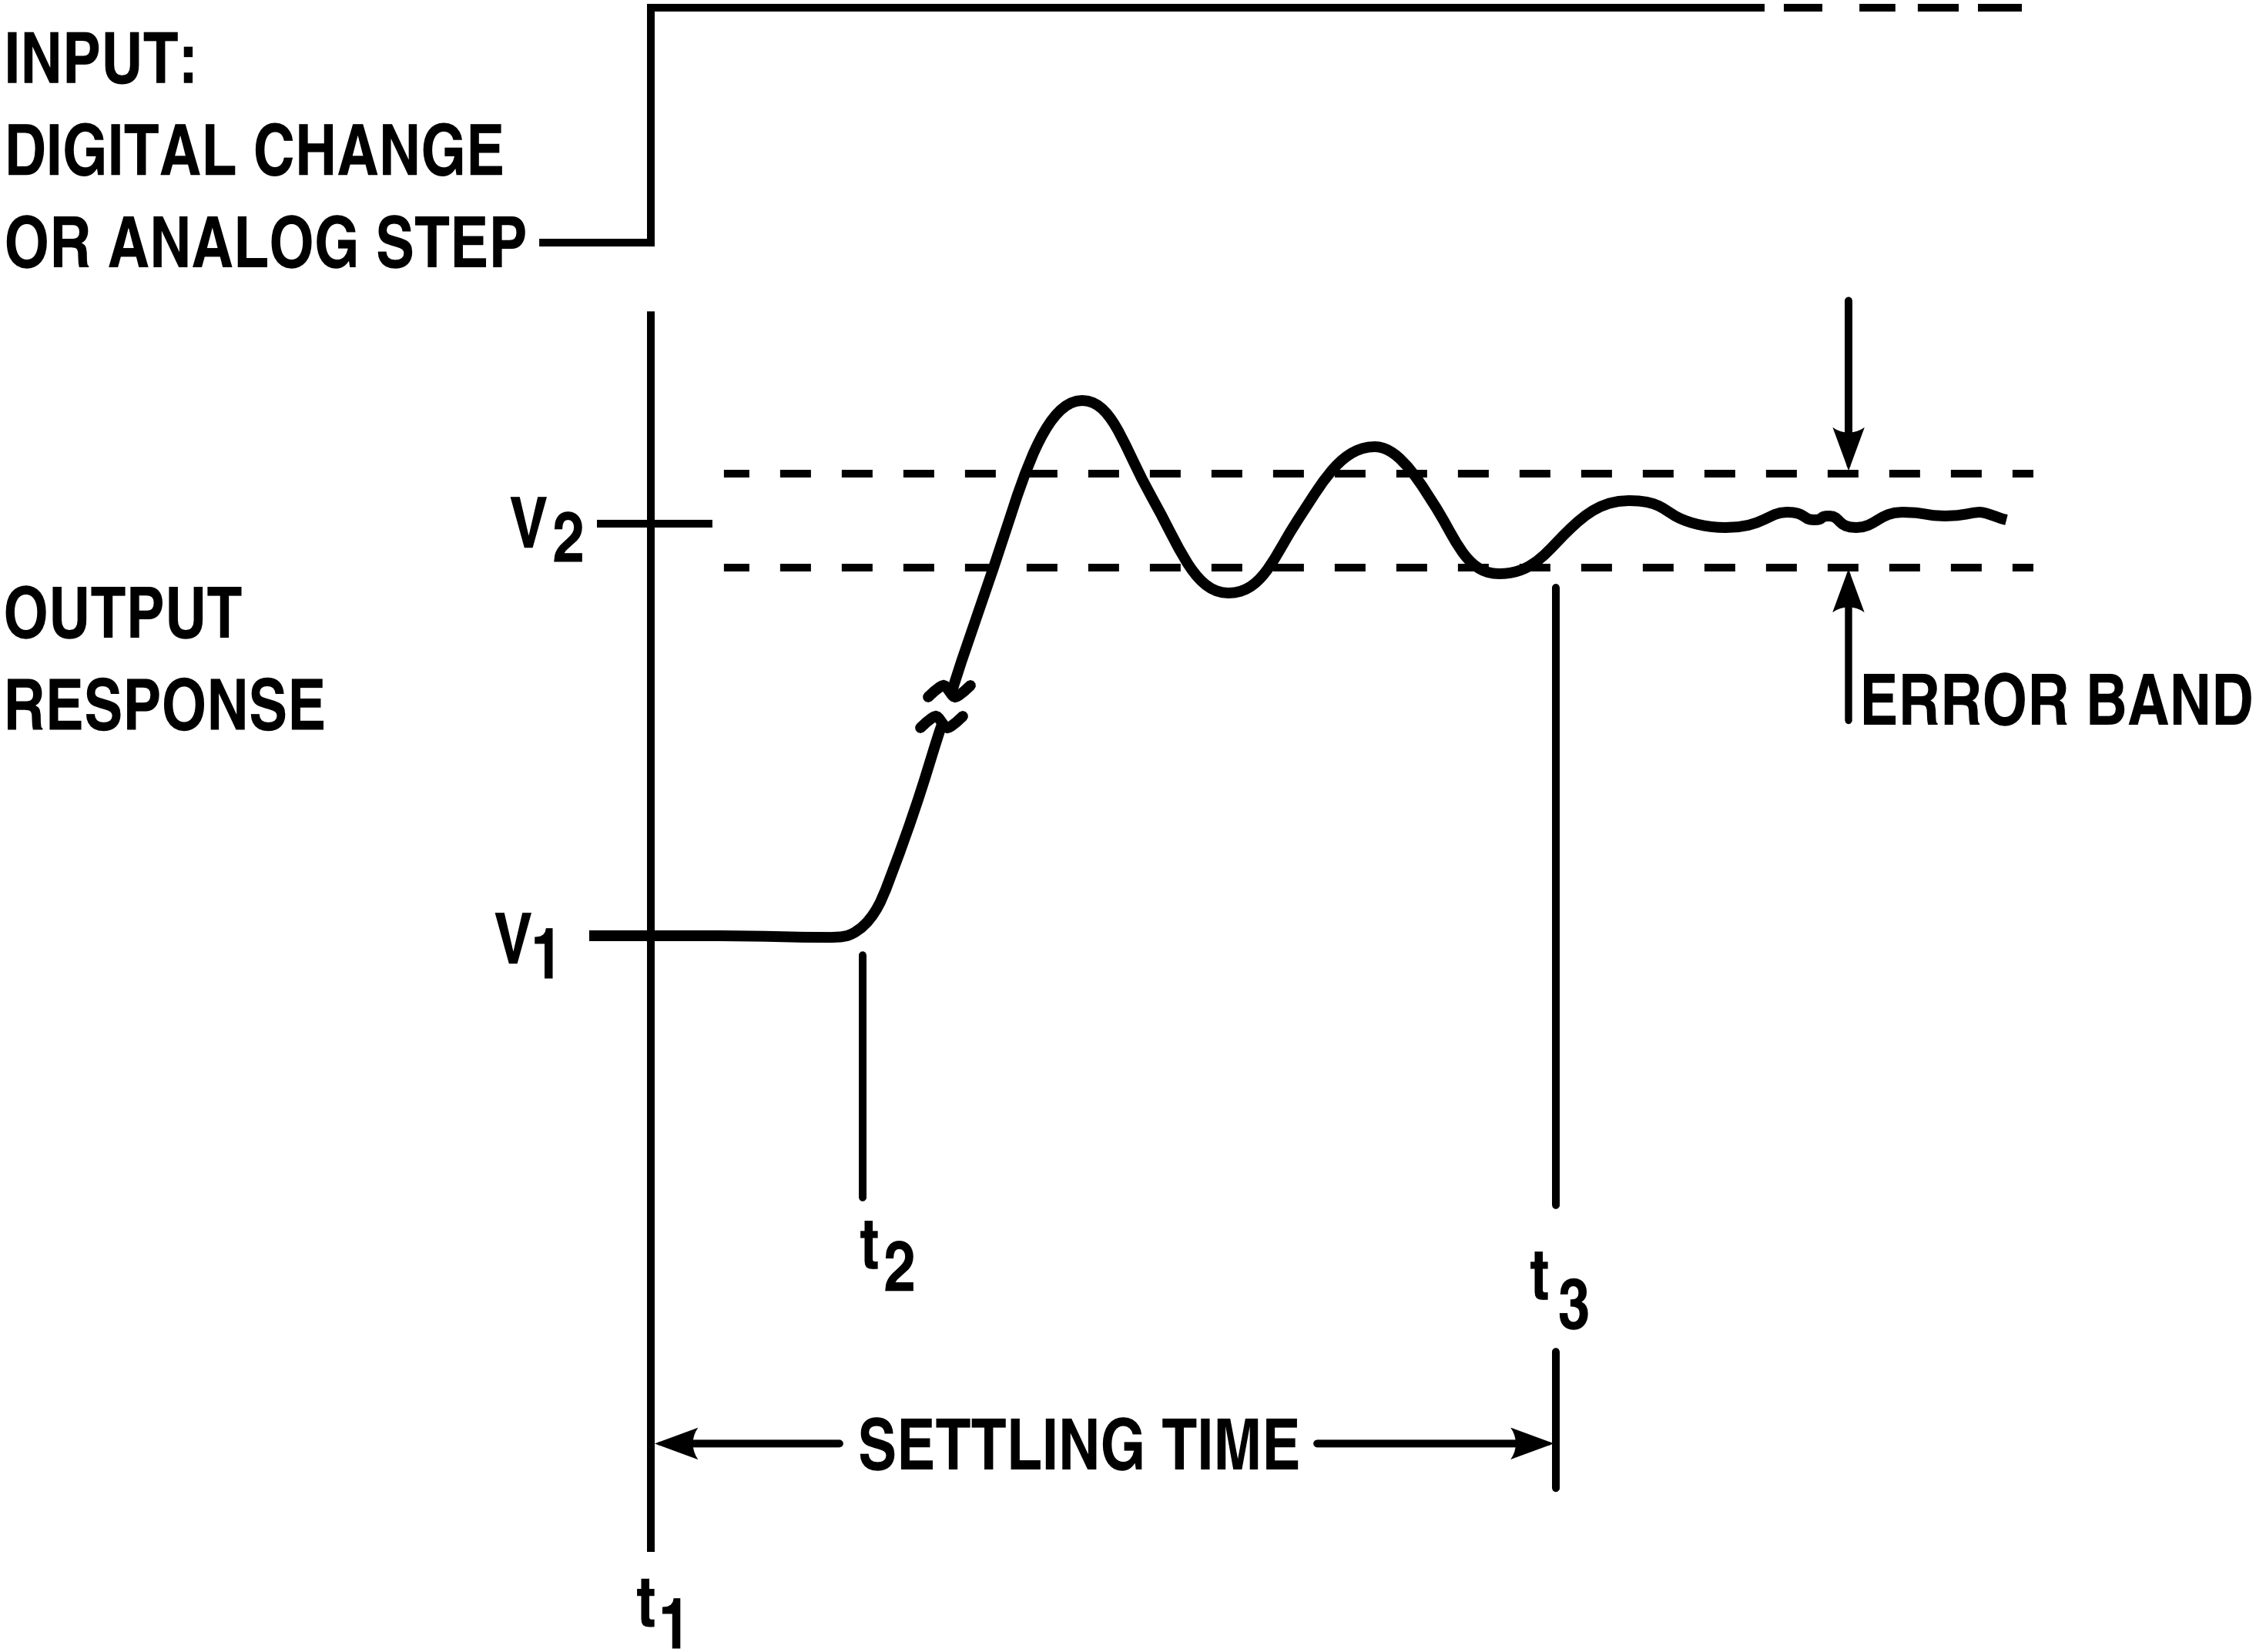 INPUT:
DIGITAL CHANGE
OR ANALOG STEP
V2
OUTPUT
RESPONSE
ERROR BAND
V1
t2
t3
SETTLING TIME
t1